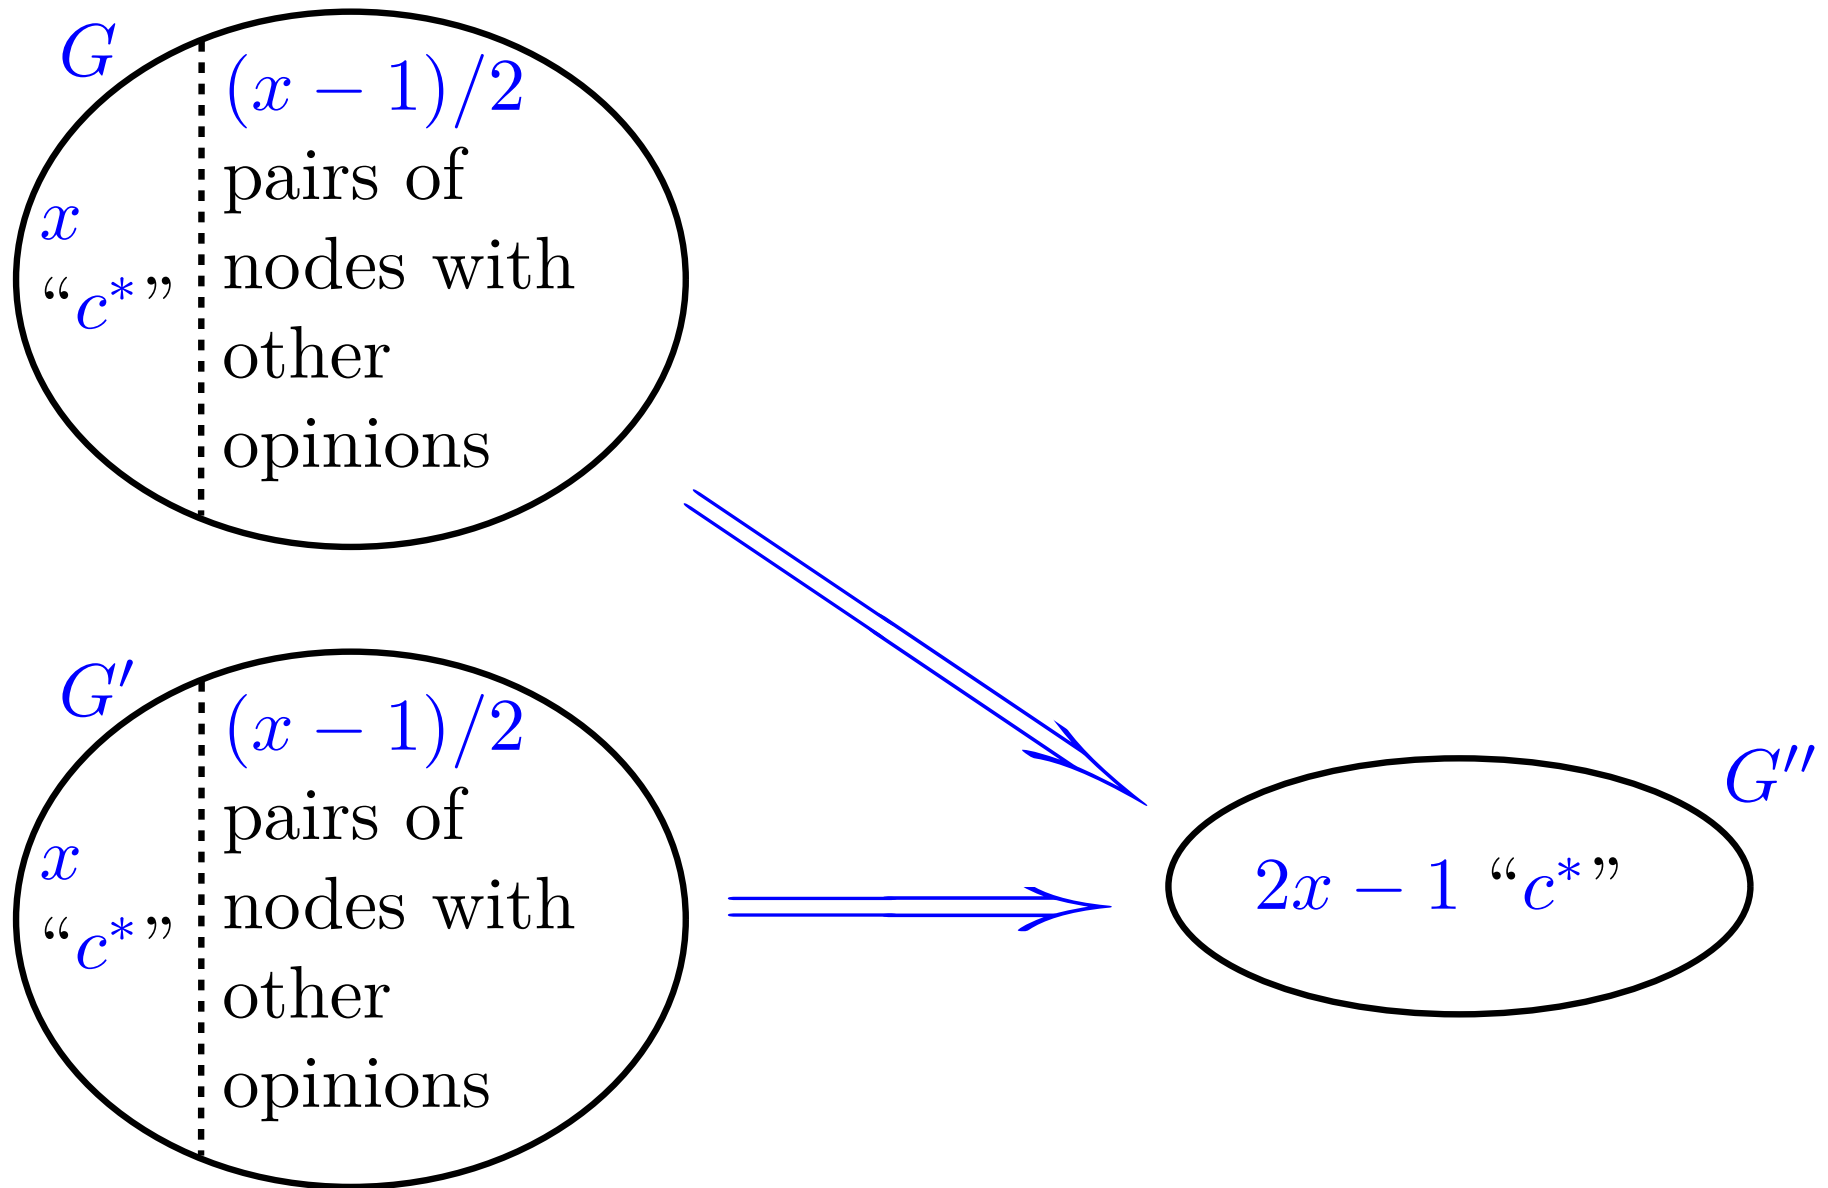 G
(x − 1)/2
pairs of
nodes with
other
opinions
x
“c*”
G′
(x − 1)/2
pairs of
nodes with
other
opinions
x
“c*”
G″
2x − 1 “c*”